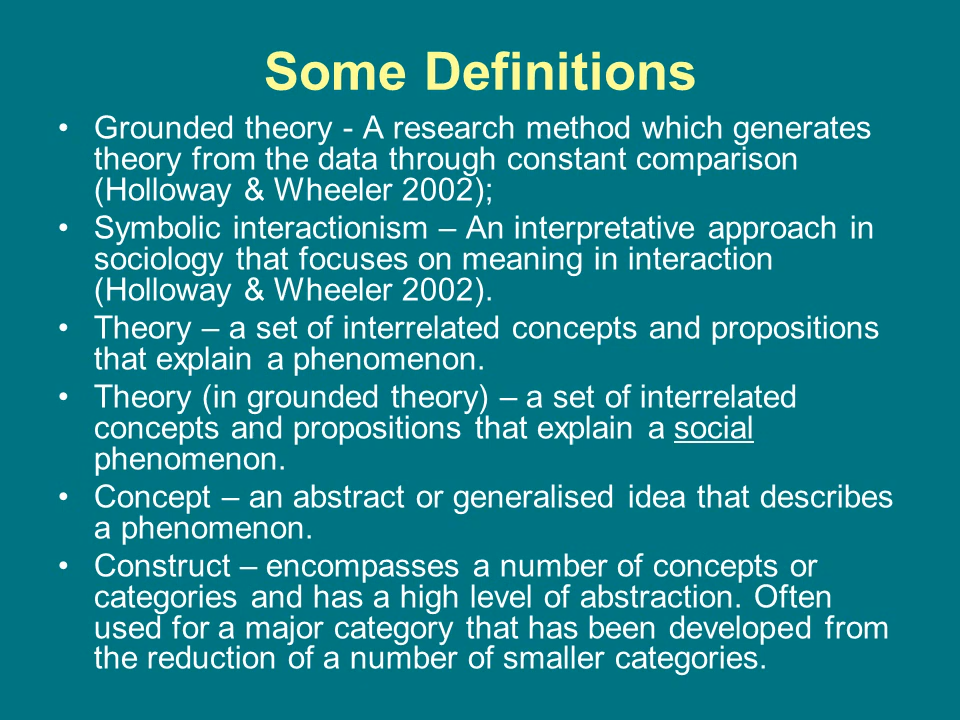 Some Definitions
• Grounded theory - A research method which generates
theory from the data through constant comparison
(Holloway & Wheeler 2002);
• Symbolic interactionism – An interpretative approach in
sociology that focuses on meaning in interaction
(Holloway & Wheeler 2002).
• Theory – a set of interrelated concepts and propositions
that explain a phenomenon.
• Theory (in grounded theory) – a set of interrelated
concepts and propositions that explain a social
phenomenon.
• Concept – an abstract or generalised idea that describes
a phenomenon.
• Construct – encompasses a number of concepts or
categories and has a high level of abstraction. Often
used for a major category that has been developed from
the reduction of a number of smaller categories.